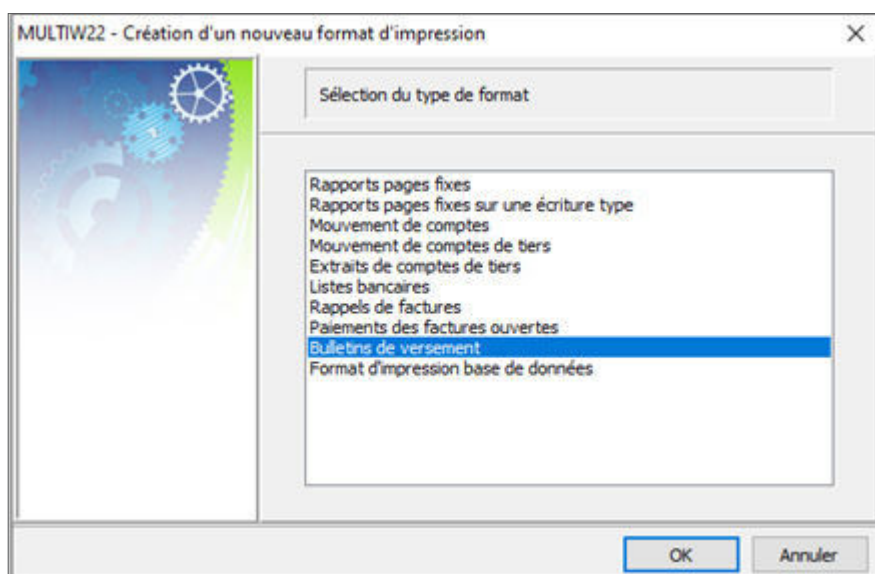 MULTIW22 - Création d'un nouveau format d'impression
Sélection du type de format
Rapports pages fixes
Rapports pages fixes sur une écriture type
Mouvement de comptes
Mouvement de comptes de tiers
Extraits de comptes de tiers
Listes bancaires
Rappels de factures
Paiements des factures ouvertes
Bulletins de versement
Format d'impression base de données
OK
Annuler